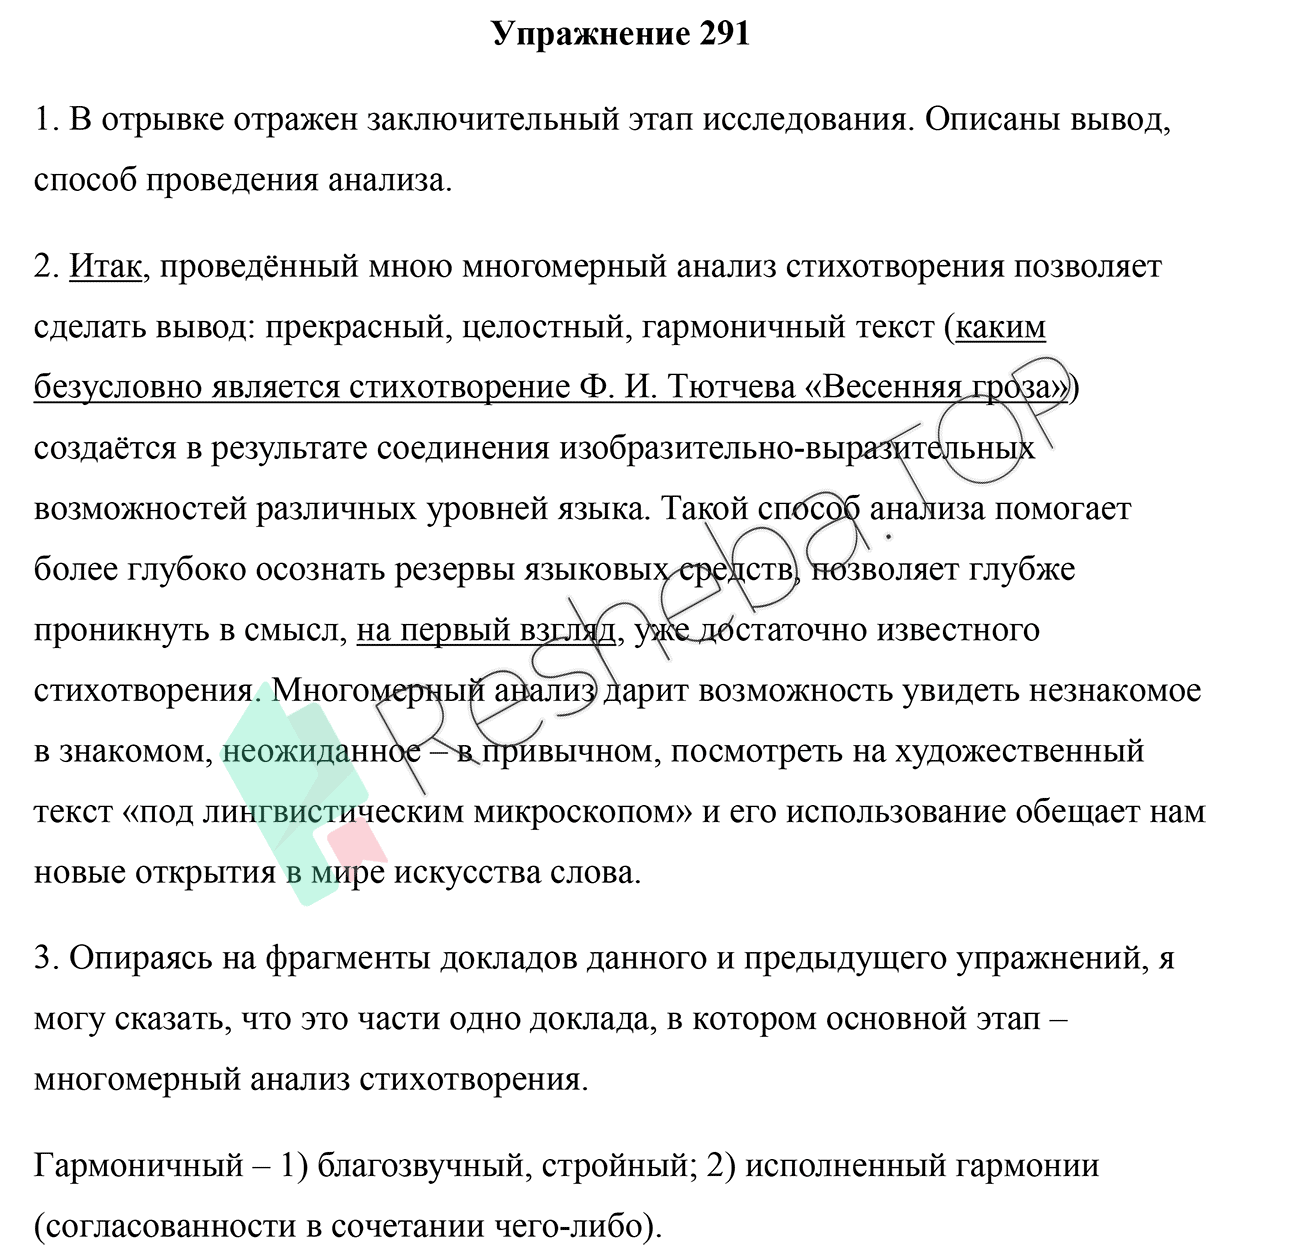 Упражнение 291
1. В отрывке отражен заключительный этап исследования. Описаны вывод,
способ проведения анализа.
2. Итак, проведённый мною многомерный анализ стихотворения позволяет
сделать вывод: прекрасный, целостный, гармоничный текст (каким
безусловно является стихотворение Ф. И. Тютчева «Весенняя гроза»)
создаётся в результате соединения изобразительно-выразительных
возможностей различных уровней языка. Такой способ анализа помогает
более глубоко осознать резервы языковых средств, позволяет глубже
проникнуть в смысл, на первый взгляд, уже достаточно известного
стихотворения. Многомерный анализ дарит возможность увидеть незнакомое
в знакомом, неожиданное – в привычном, посмотреть на художественный
текст «под лингвистическим микроскопом» и его использование обещает нам
новые открытия в мире искусства слова.
3. Опираясь на фрагменты докладов данного и предыдущего упражнений, я
могу сказать, что это части одно доклада, в котором основной этап –
многомерный анализ стихотворения.
Гармоничный – 1) благозвучный, стройный; 2) исполненный гармонии
(согласованности в сочетании чего-либо).
Resheba.TOP